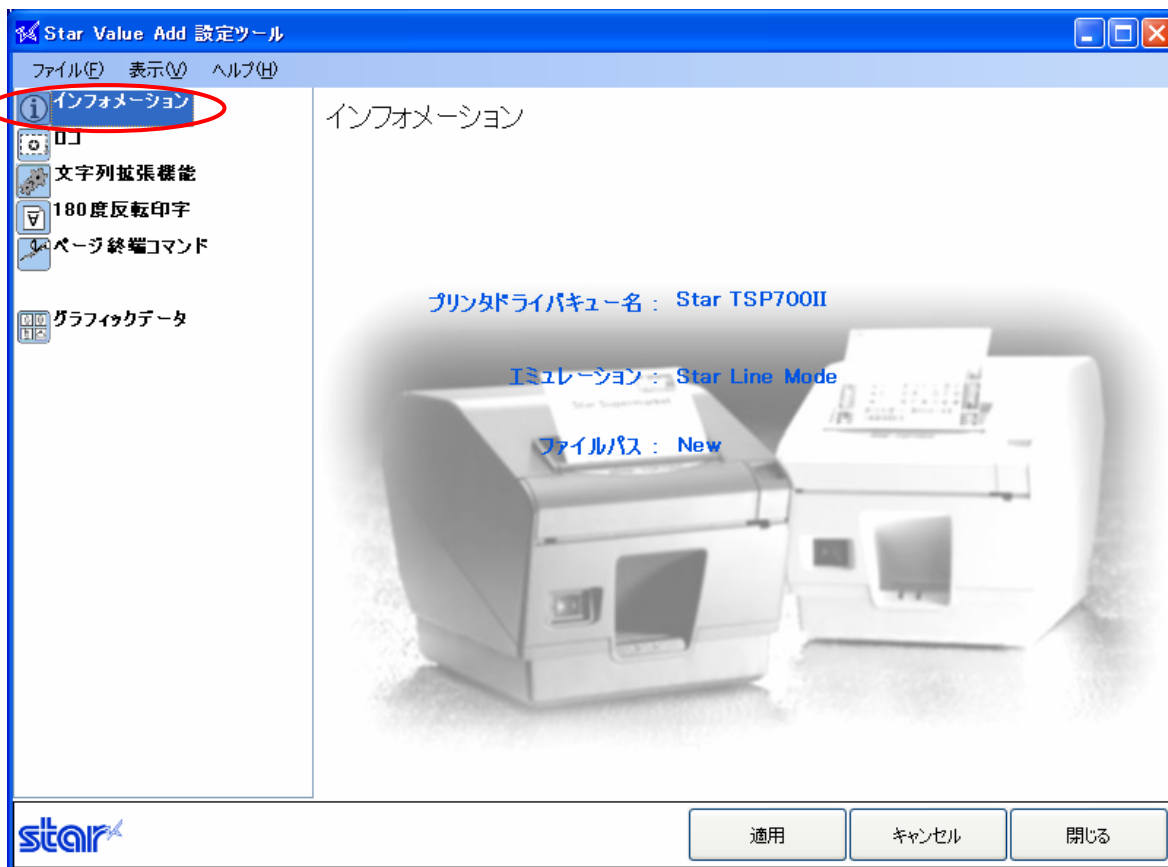 Star Value Add 設定ツール
ファイル(F) 表示(V) ヘルプ(H)
インフォメーション
ロゴ
文字列拡張機能
180度反転印字
ページ終端コマンド
グラフィックデータ
インフォメーション
プリンタドライバキュー名 : Star TSP700II
エミュレーション : Star Line Mode
ファイルパス : New
Star Supermarket
star
適用 キャンセル 閉じる